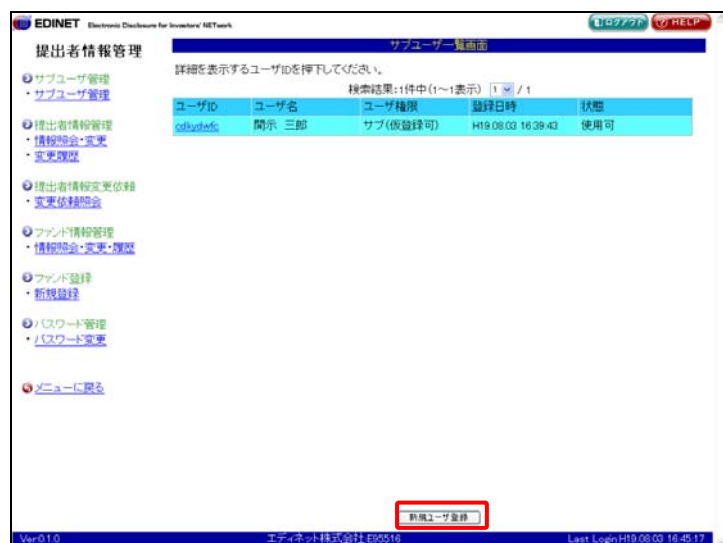 EDINET Electronic Disclosure for Investors' NETwork
ログアウト
HELP
提出者情報管理
サブユーザ管理
・サブユーザ管理
提出者情報管理
・情報照会・変更
・変更履歴
提出者情報変更依頼
・変更依頼照会
ファンド情報管理
・情報照会・変更・履歴
ファンド登録
・新規登録
パスワード管理
・パスワード変更
メニューに戻る
サブユーザー一覧画面
詳細を表示するユーザIDを押下してください。
検索結果:1件中(1~1表示) 1 / 1
ユーザID ユーザ名 ユーザ権限 登録日時 状態
cdkydwfc 開示 三郎 サブ(仮登録可) H19.08.03 16:39:43 使用可
新規ユーザ登録
Ver0.1.0 エディネット株式会社:E95516 Last Login:H19.08.03 16:45:17